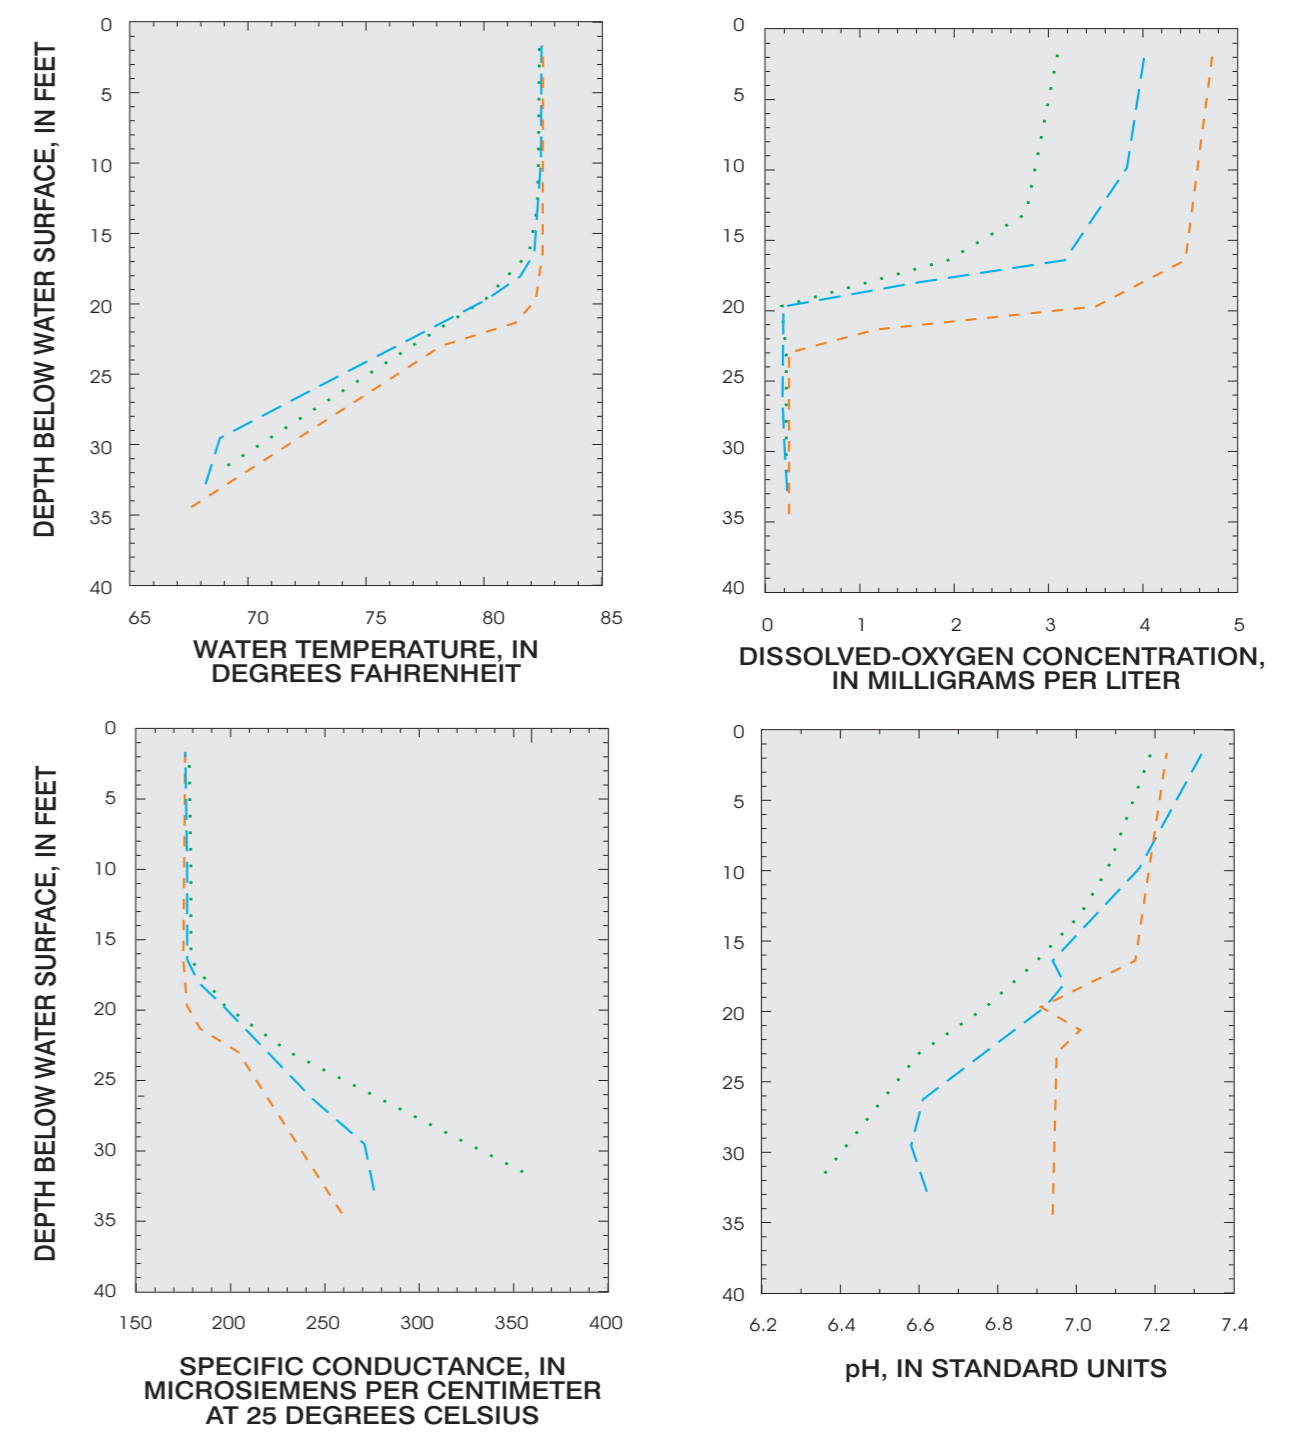 DEPTH BELOW WATER SURFACE, IN FEET
0
5
10
15
20
25
30
35
40
65 70 75 80 85
WATER TEMPERATURE, IN
DEGREES FAHRENHEIT
0
5
10
15
20
25
30
35
40
0 1 2 3 4 5
DISSOLVED-OXYGEN CONCENTRATION,
IN MILLIGRAMS PER LITER
DEPTH BELOW WATER SURFACE, IN FEET
0
5
10
15
20
25
30
35
40
150 200 250 300 350 400
SPECIFIC CONDUCTANCE, IN
MICROSIEMENS PER CENTIMETER
AT 25 DEGREES CELSIUS
0
5
10
15
20
25
30
35
40
6.2 6.4 6.6 6.8 7.0 7.2 7.4
pH, IN STANDARD UNITS